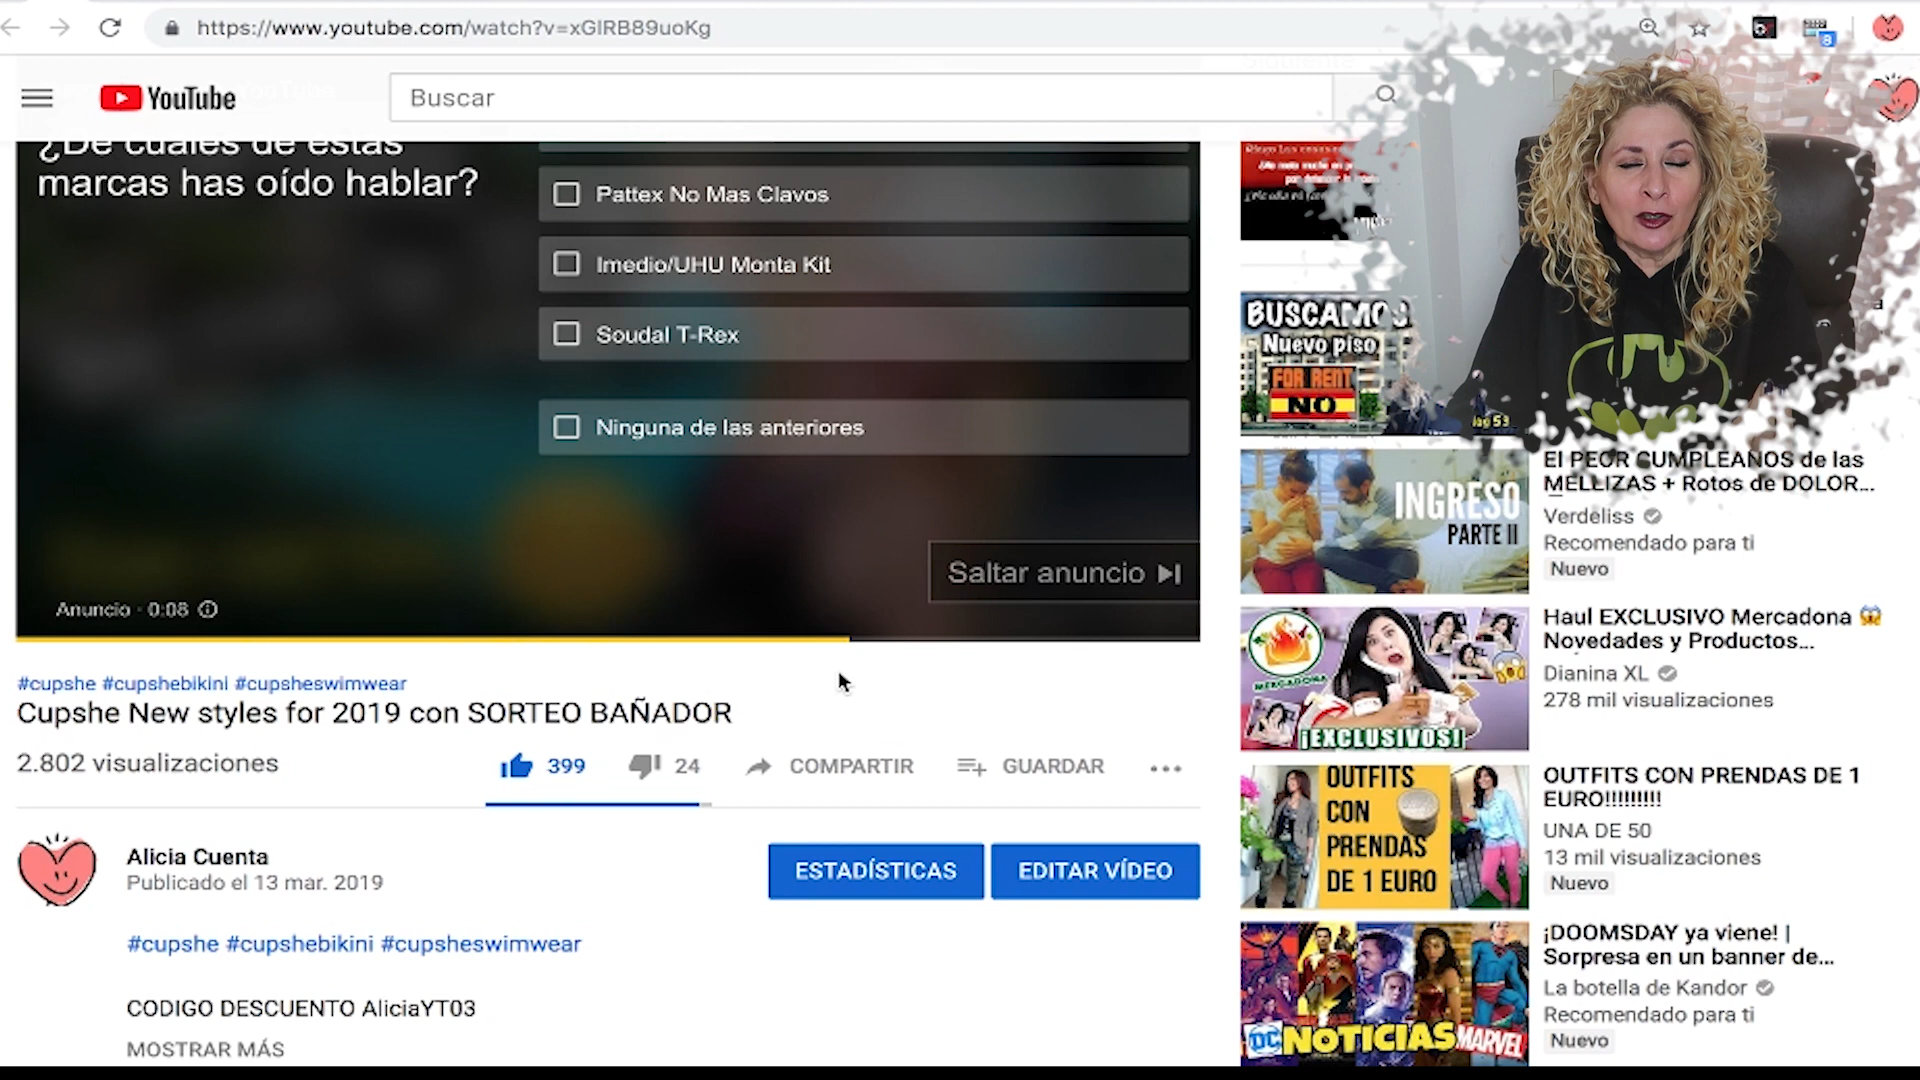 https://www.youtube.com/watch?v=xGIRB89uoKg
8
YouTube
Buscar
¿De cuáles de estas
marcas has oído hablar?
Pattex No Mas Clavos
Imedio/UHU Monta Kit
Soudal T-Rex
Ninguna de las anteriores
Saltar anuncio
Anuncio · 0:08
#cupshe #cupshebikini #cupsheswimwear
Cupshe New styles for 2019 con SORTEO BAÑADOR
2.802 visualizaciones
399
24
COMPARTIR
GUARDAR
Alicia Cuenta
Publicado el 13 mar. 2019
ESTADÍSTICAS
EDITAR VÍDEO
#cupshe #cupshebikini #cupsheswimwear
CODIGO DESCUENTO AliciaYT03
MOSTRAR MÁS
BUSCAMOS
Nuevo piso
FOR RENT
NO
INGRESO
PARTE II
El PEOR CUMPLEAÑOS de las
MELLIZAS + Rotos de DOLOR...
Verdeliss
Recomendado para ti
Nuevo
MERCADONA
¡EXCLUSIVOS!
Haul EXCLUSIVO Mercadona
Novedades y Productos...
Dianina XL
278 mil visualizaciones
OUTFITS
CON
PRENDAS
DE 1 EURO
OUTFITS CON PRENDAS DE 1
EURO!!!!!!!!!
UNA DE 50
13 mil visualizaciones
Nuevo
DC NOTICIAS MARVEL
¡DOOMSDAY ya viene! |
Sorpresa en un banner de...
La botella de Kandor
Recomendado para ti
Nuevo